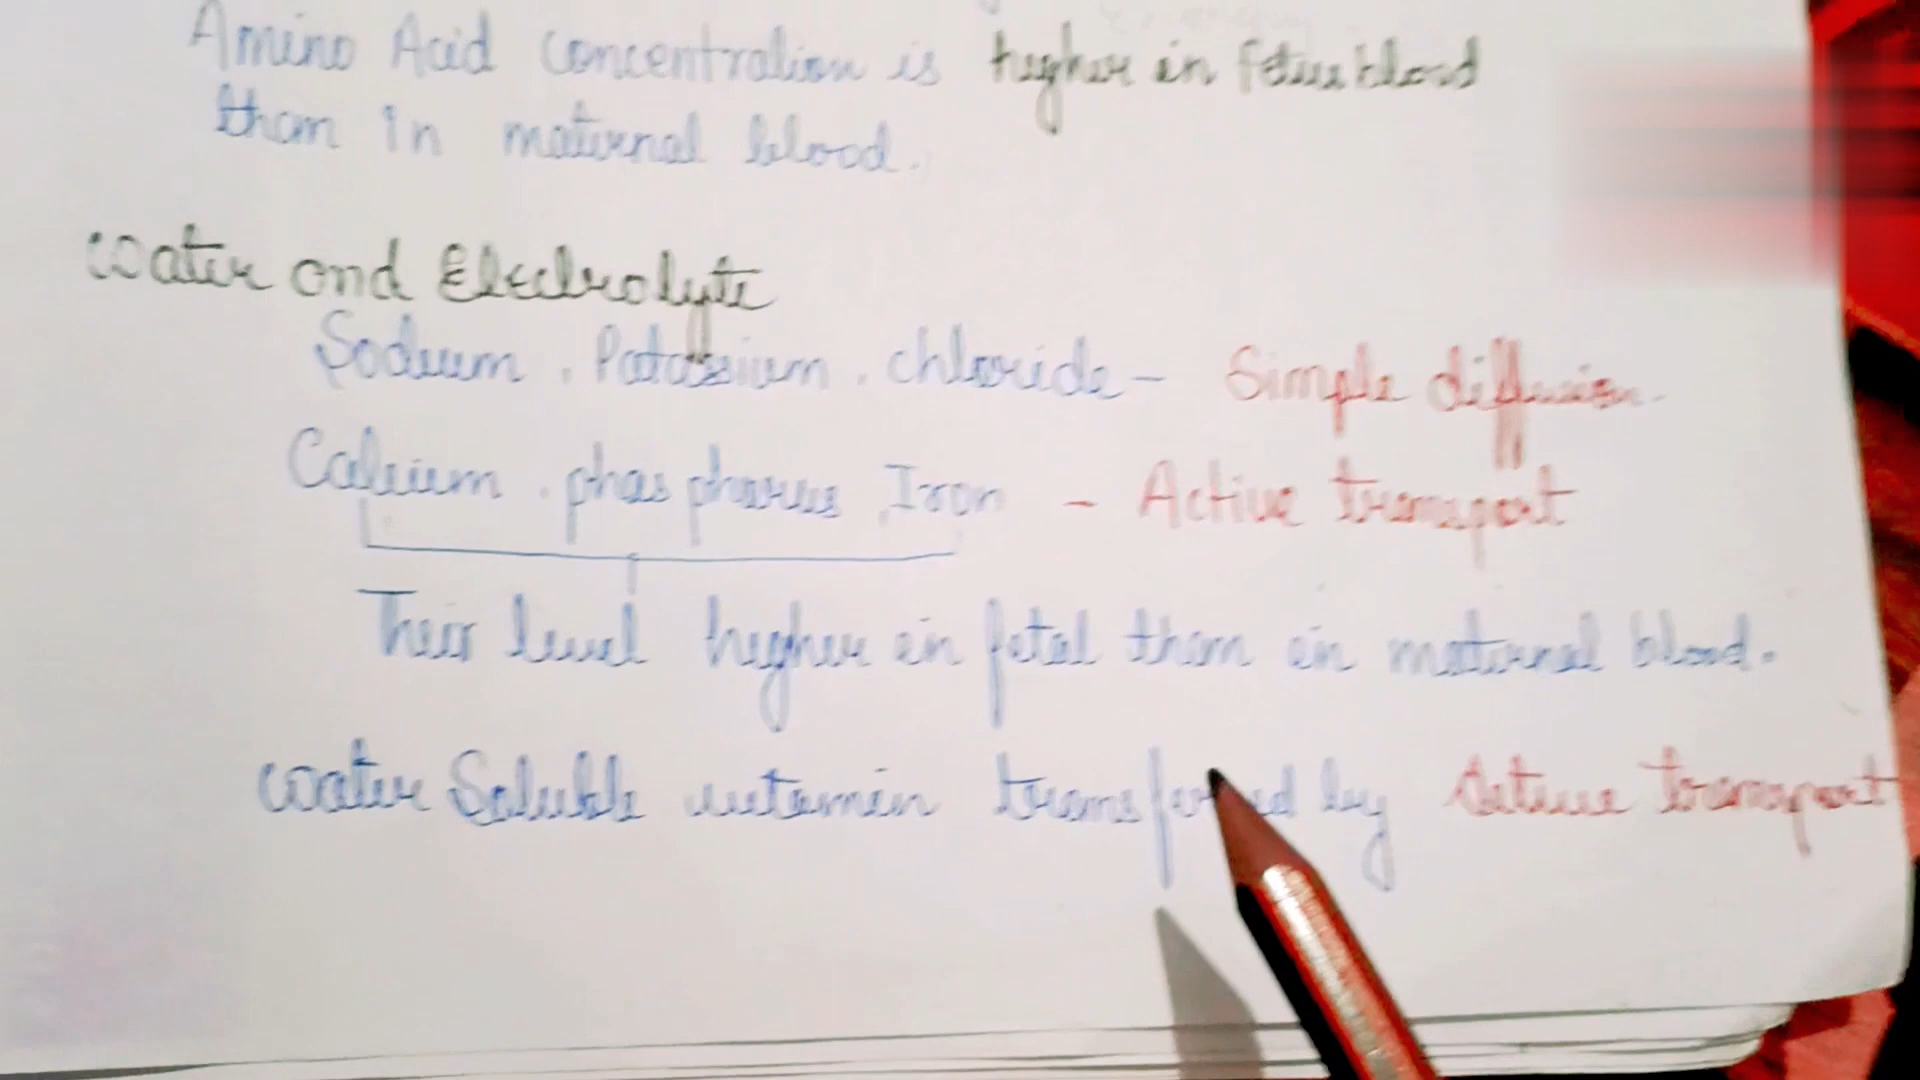 Amino Acid concentration is higher in fetus blood
than in maternal blood.
Water and Electrolyte
Sodium, Potassium, chloride - Simple diffusion.
Calcium, phosphorus, Iron - Active transport
Their level higher in fetal than in maternal blood.
Water Soluble vitamin transferred by Active transport